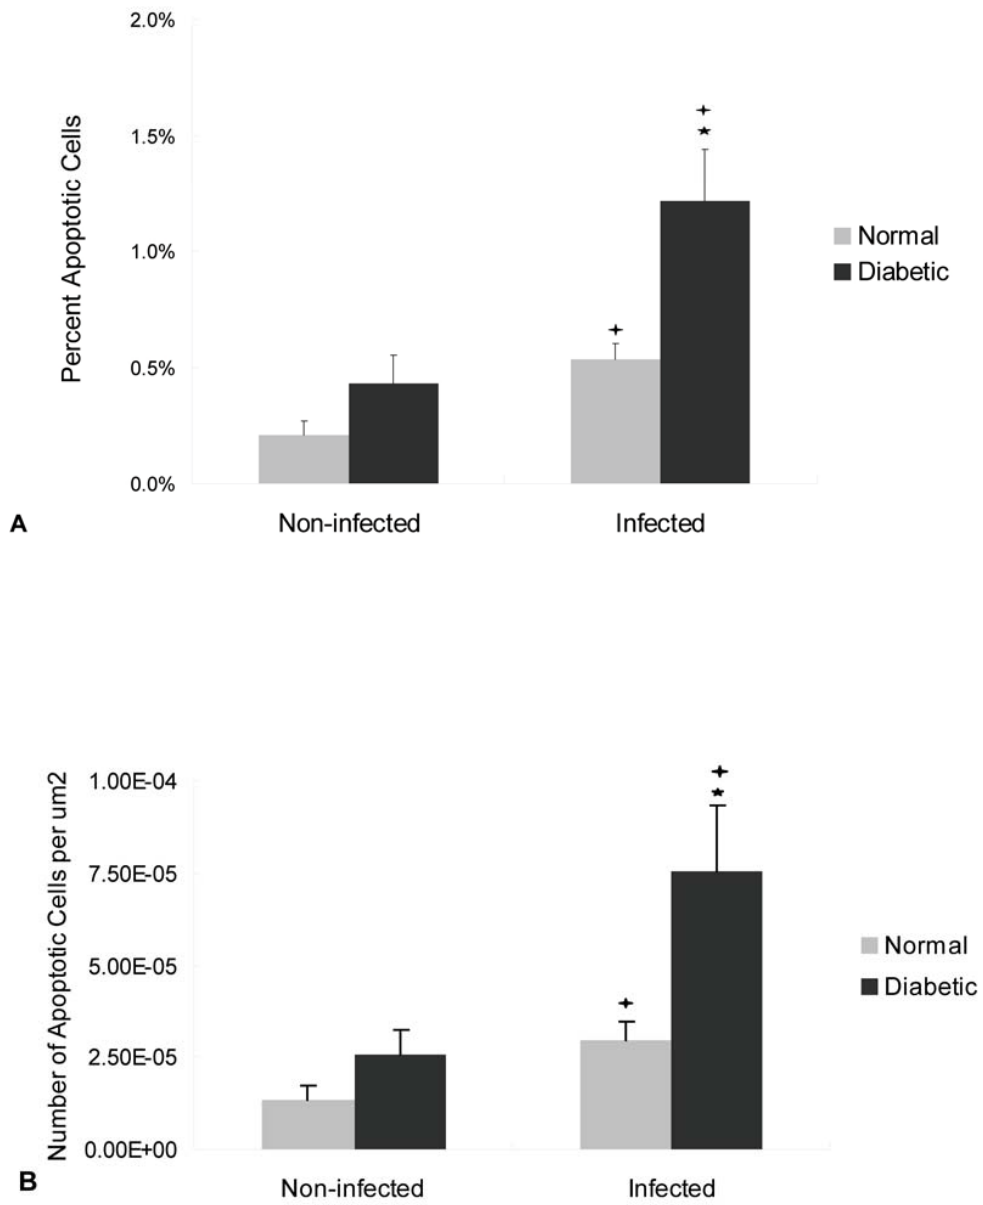 2.0%
1.5%
1.0%
0.5%
0.0%
Percent Apoptotic Cells
Normal
Diabetic
Non-infected Infected
A
1.00E-04
7.50E-05
5.00E-05
2.50E-05
0.00E+00
Number of Apoptotic Cells per um2
Normal
Diabetic
Non-infected Infected
B